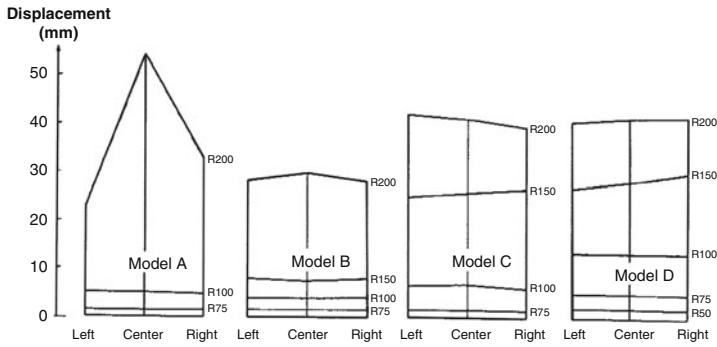 Displacement
(mm)
50
40
30
20
10
0
R200
R100
R75
Model A
Left Center Right
R200
R150
R100
R75
Model B
Left Center Right
R200
R150
R100
R75
Model C
Left Center Right
R200
R150
R100
R75
R50
Model D
Left Center Right